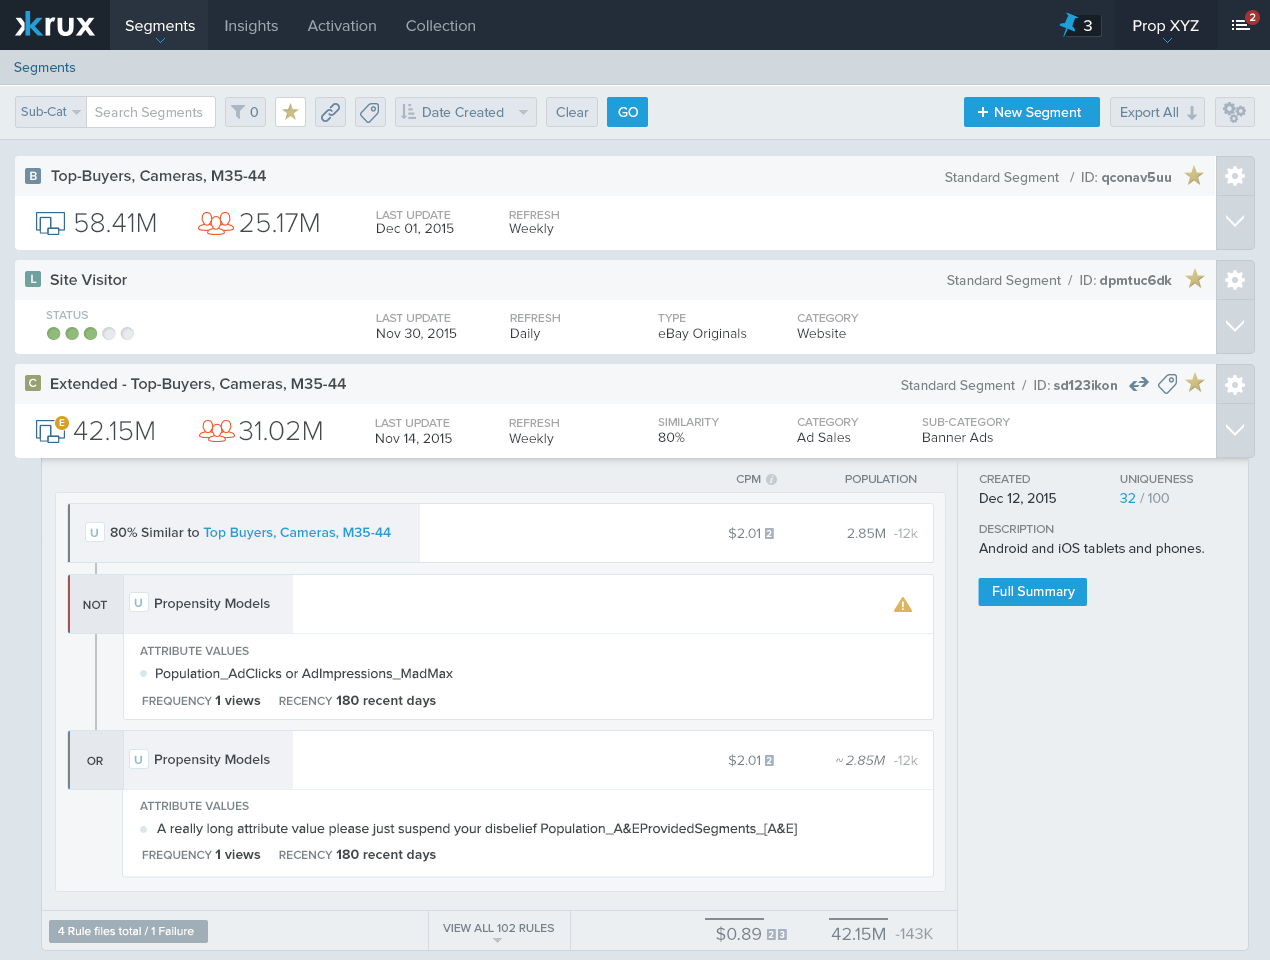 krux Segments Insights Activation Collection 3 Prop XYZ 2
Segments
Sub-Cat Search Segments 0 Date Created Clear GO + New Segment Export All
B Top-Buyers, Cameras, M35-44 Standard Segment / ID: qconav5uu
58.41M 25.17M
LAST UPDATE REFRESH
Dec 01, 2015 Weekly
L Site Visitor Standard Segment / ID: dpmtuc6dk
STATUS LAST UPDATE REFRESH TYPE CATEGORY
Nov 30, 2015 Daily eBay Originals Website
C Extended - Top-Buyers, Cameras, M35-44 Standard Segment / ID: sd123ikon
E 42.15M 31.02M
LAST UPDATE REFRESH SIMILARITY CATEGORY SUB-CATEGORY
Nov 14, 2015 Weekly 80% Ad Sales Banner Ads
CPM i POPULATION CREATED UNIQUENESS
Dec 12, 2015 32 / 100
80% Similar to Top Buyers, Cameras, M35-44 $2.01 2 2.85M -12k
U
DESCRIPTION
Android and iOS tablets and phones.
Full Summary
NOT U Propensity Models
ATTRIBUTE VALUES
Population_AdClicks or AdImpressions_MadMax
FREQUENCY 1 views RECENCY 180 recent days
OR U Propensity Models $2.01 2 ~2.85M -12k
ATTRIBUTE VALUES
A really long attribute value please just suspend your disbelief Population_A&EProvidedSegments_[A&E]
FREQUENCY 1 views RECENCY 180 recent days
4 Rule files total / 1 Failure VIEW ALL 102 RULES $0.89 2 3 42.15M -143K